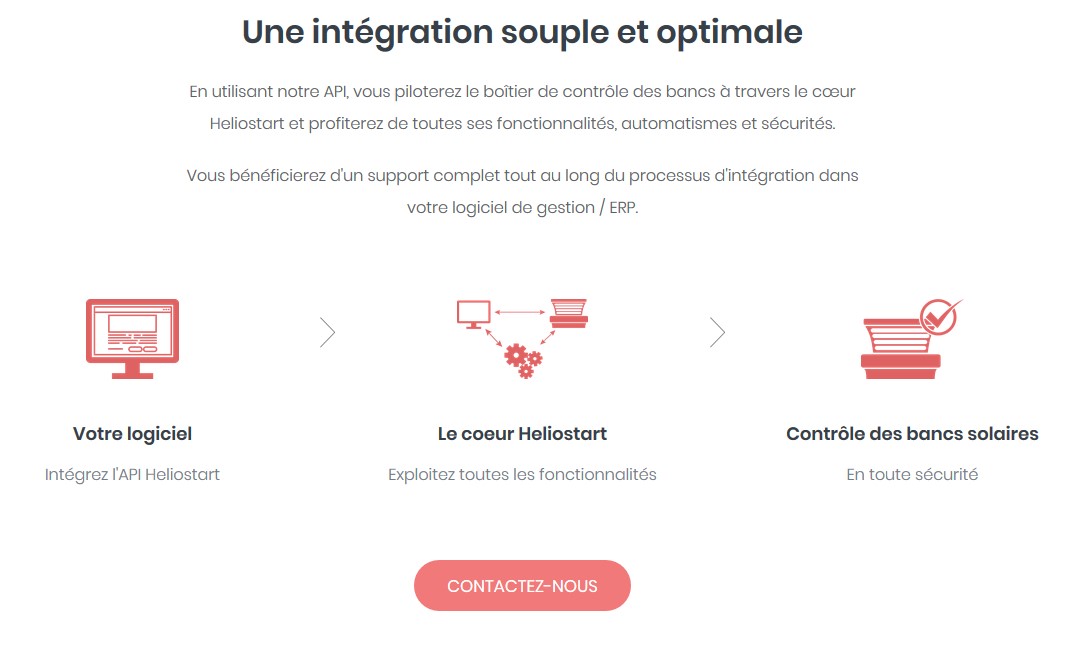 Une intégration souple et optimale
En utilisant notre API, vous piloterez le boîtier de contrôle des bancs à travers le cœur
Heliostart et profiterez de toutes ses fonctionnalités, automatismes et sécurités.
Vous bénéficierez d'un support complet tout au long du processus d'intégration dans
votre logiciel de gestion / ERP.
Votre logiciel
Le coeur Heliostart
Contrôle des bancs solaires
Intégrez l'API Heliostart
Exploitez toutes les fonctionnalités
En toute sécurité
CONTACTEZ-NOUS